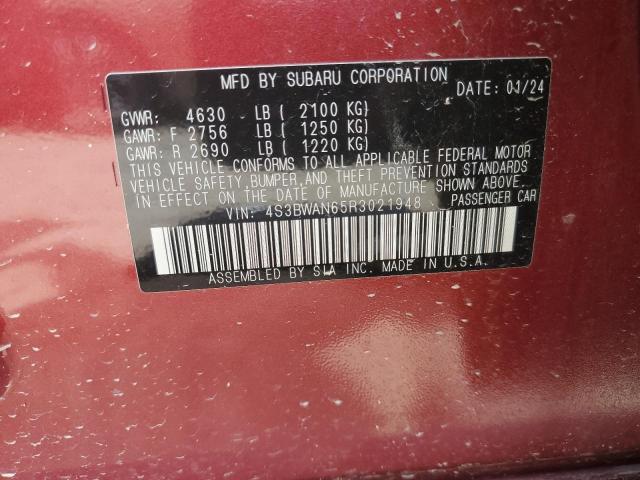 MFD BY SUBARU CORPORATION
DATE: 01/24
GVWR: 4630 LB ( 2100 KG)
GAWR: F 2756 LB ( 1250 KG)
GAWR: R 2690 LB ( 1220 KG)
THIS VEHICLE CONFORMS TO ALL APPLICABLE FEDERAL MOTOR
VEHICLE SAFETY,BUMPER,AND THEFT PREVENTION STANDARDS
IN EFFECT ON THE DATE OF MANUFACTURE SHOWN ABOVE.
VIN: 4S3BWAN65R3021948 PASSENGER CAR
ASSEMBLED BY SIA INC. MADE IN U.S.A.